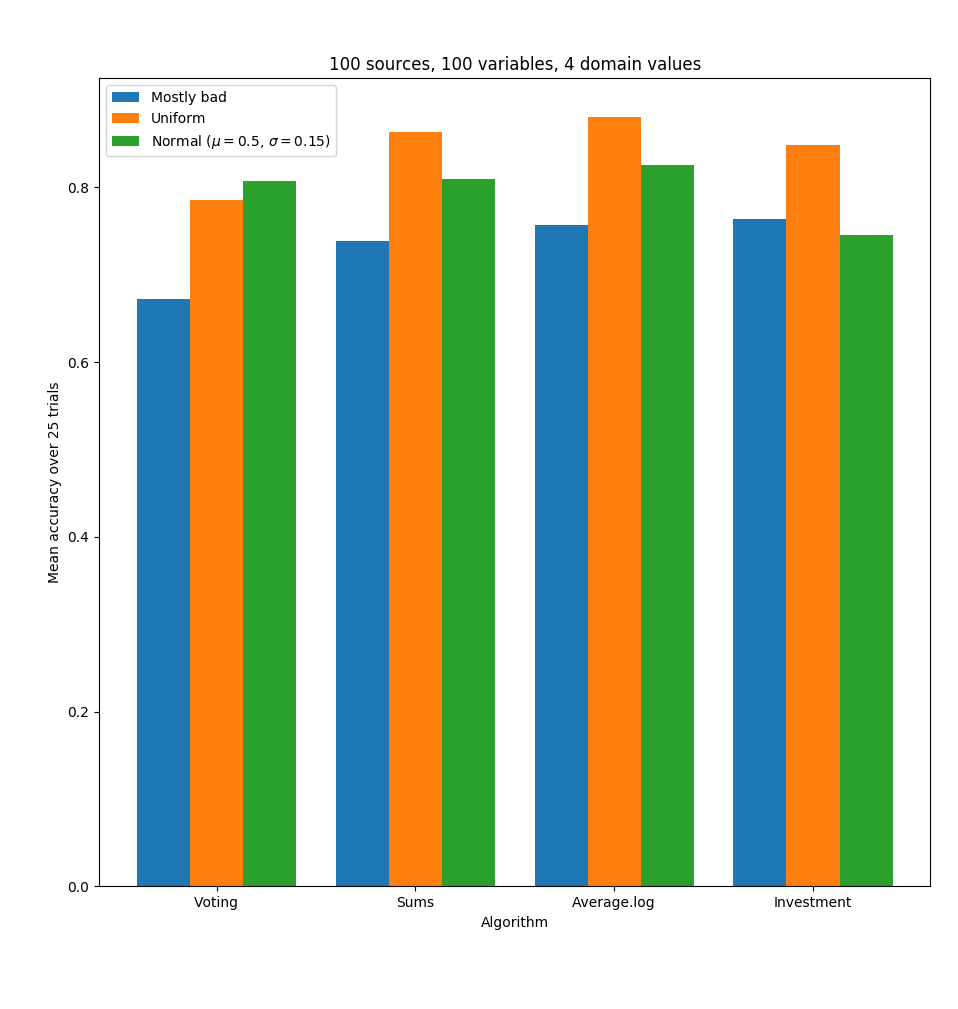 100 sources, 100 variables, 4 domain values
Mostly bad
Uniform
Normal (μ = 0.5, σ = 0.15)
0.8
0.6
0.4
0.2
0.0
Mean accuracy over 25 trials
Voting
Sums
Average.log
Investment
Algorithm